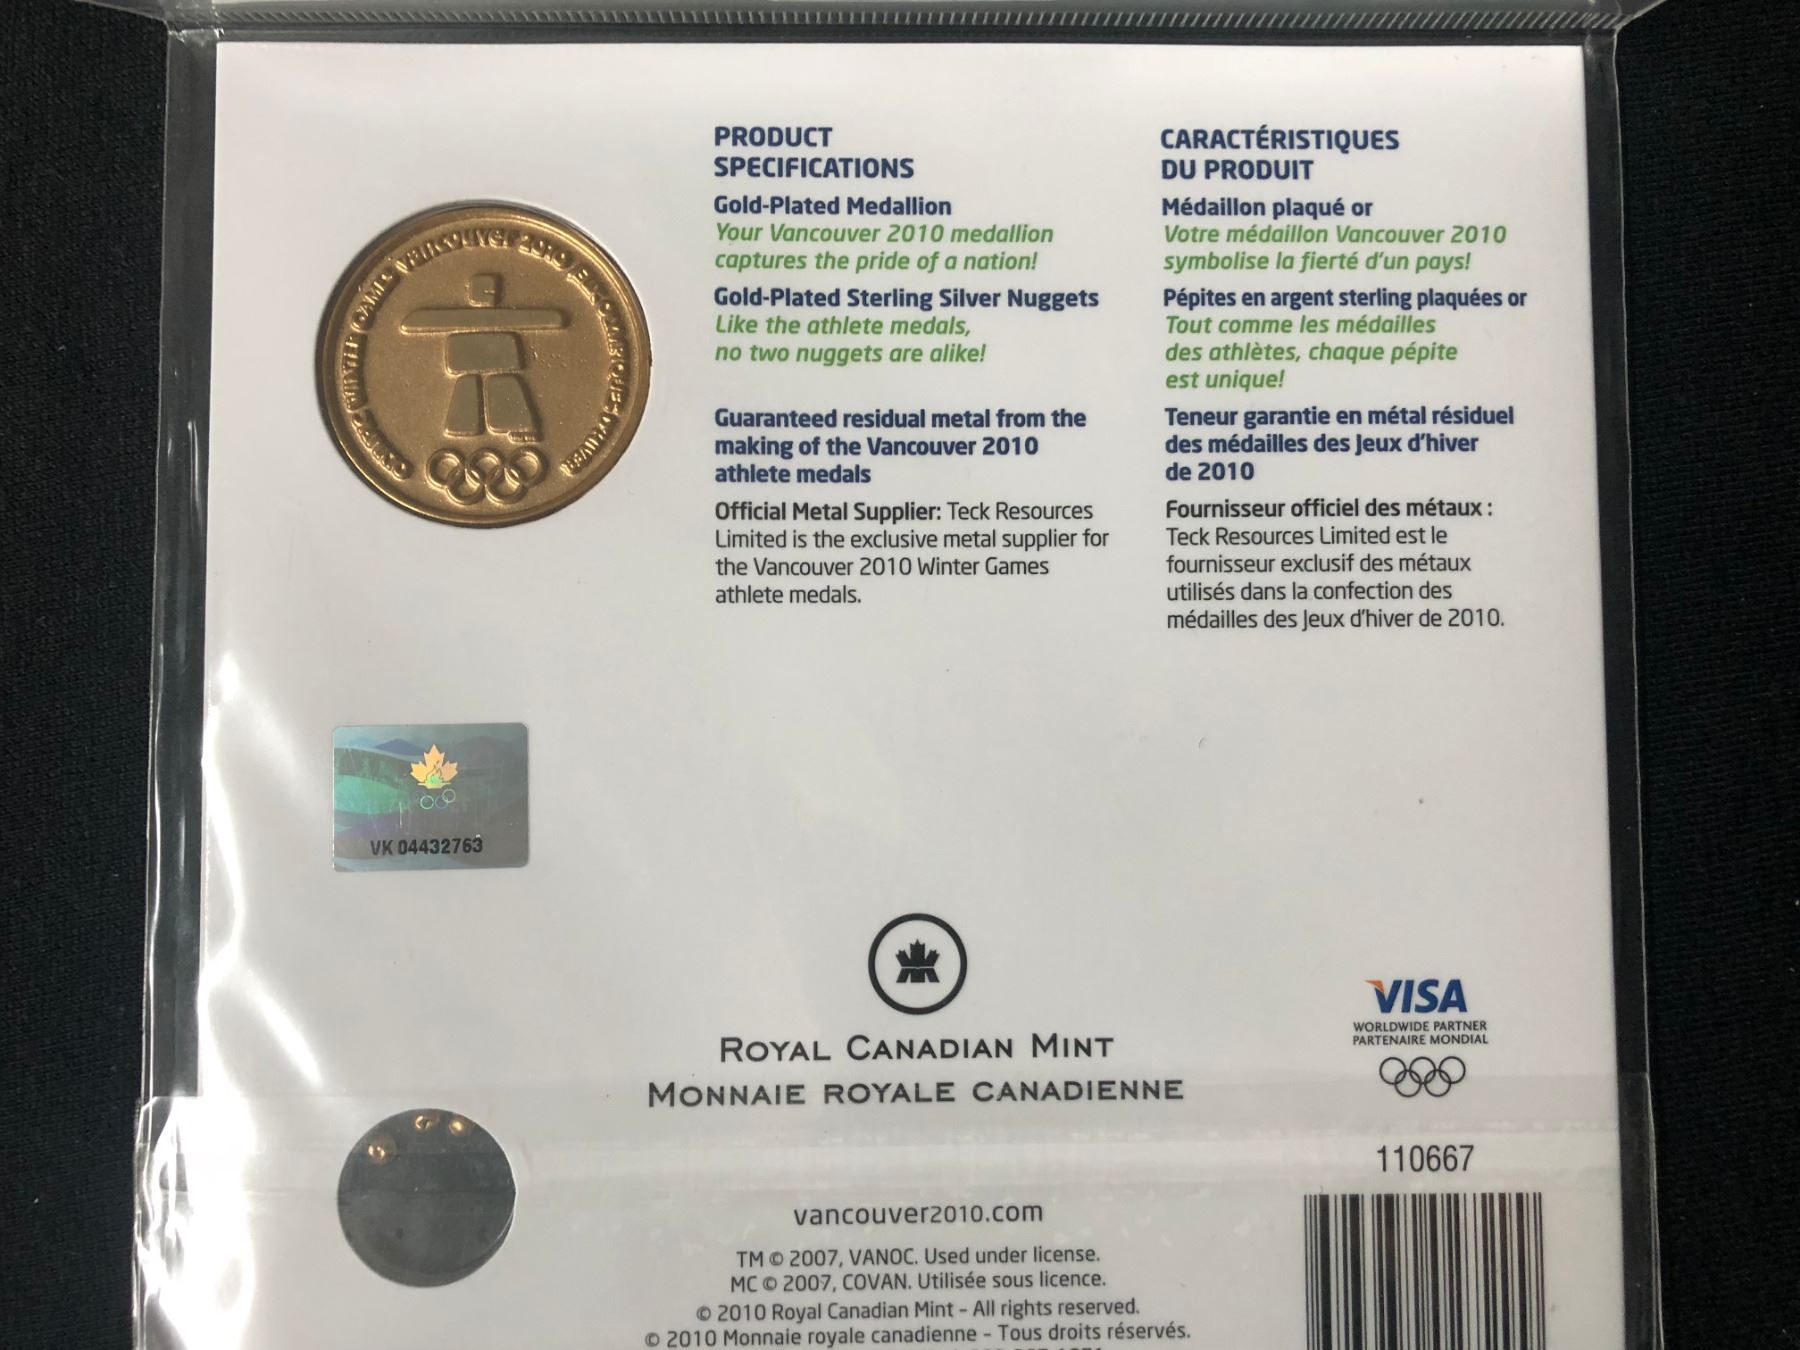 PRODUCT
SPECIFICATIONS
Gold-Plated Medallion
Your Vancouver 2010 medallion
captures the pride of a nation!
Gold-Plated Sterling Silver Nuggets
Like the athlete medals,
no two nuggets are alike!
Guaranteed residual metal from the
making of the Vancouver 2010
athlete medals
Official Metal Supplier: Teck Resources
Limited is the exclusive metal supplier for
the Vancouver 2010 Winter Games
athlete medals.
CARACTÉRISTIQUES
DU PRODUIT
Médaillon plaqué or
Votre médaillon Vancouver 2010
symbolise la fierté d'un pays!
Pépites en argent sterling plaquées or
Tout comme les médailles
des athlètes, chaque pépite
est unique!
Teneur garantie en métal résiduel
des médailles des Jeux d'hiver
de 2010
Fournisseur officiel des métaux :
Teck Resources Limited est le
fournisseur exclusif des métaux
utilisés dans la confection des
médailles des Jeux d'hiver de 2010.
OLYMPIC WINTER GAMES VANCOUVER 2010 JEUX OLYMPIQUES D'HIVER
VK 04432763
ROYAL CANADIAN MINT
MONNAIE ROYALE CANADIENNE
VISA
WORLDWIDE PARTNER
PARTENAIRE MONDIAL
110667
vancouver2010.com
TM © 2007, VANOC. Used under license.
MC © 2007, COVAN. Utilisée sous licence.
© 2010 Royal Canadian Mint – All rights reserved.
© 2010 Monnaie royale canadienne – Tous droits réservés.